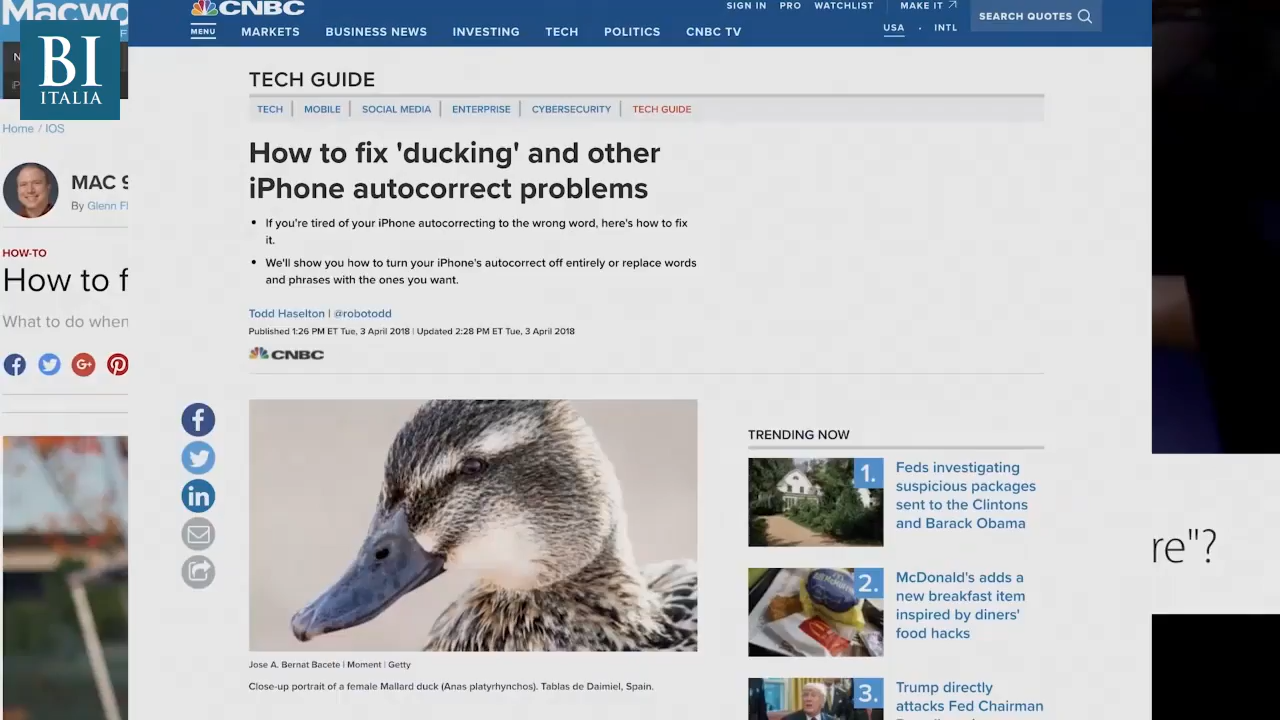 Macwo
BI
ITALIA
Home / IOS
MAC 9
By Glenn Fl
HOW-TO
How to f
What to do when
CNBC
SIGN IN PRO WATCHLIST MAKE IT
SEARCH QUOTES
USA · INTL
MENU MARKETS BUSINESS NEWS INVESTING TECH POLITICS CNBC TV
TECH GUIDE
TECH MOBILE SOCIAL MEDIA ENTERPRISE CYBERSECURITY TECH GUIDE
How to fix 'ducking' and other
iPhone autocorrect problems
• If you're tired of your iPhone autocorrecting to the wrong word, here's how to fix
it.
• We'll show you how to turn your iPhone's autocorrect off entirely or replace words
and phrases with the ones you want.
Todd Haselton | @robotodd
Published 1:26 PM ET Tue, 3 April 2018 | Updated 2:28 PM ET Tue, 3 April 2018
CNBC
Jose A. Bernat Bacete | Moment | Getty
Close-up portrait of a female Mallard duck (Anas platyrhynchos). Tablas de Daimiel, Spain.
TRENDING NOW
1.
Feds investigating
suspicious packages
sent to the Clintons
and Barack Obama
2.
McDonald's adds a
new breakfast item
inspired by diners'
food hacks
3.
Trump directly
attacks Fed Chairman
re"?